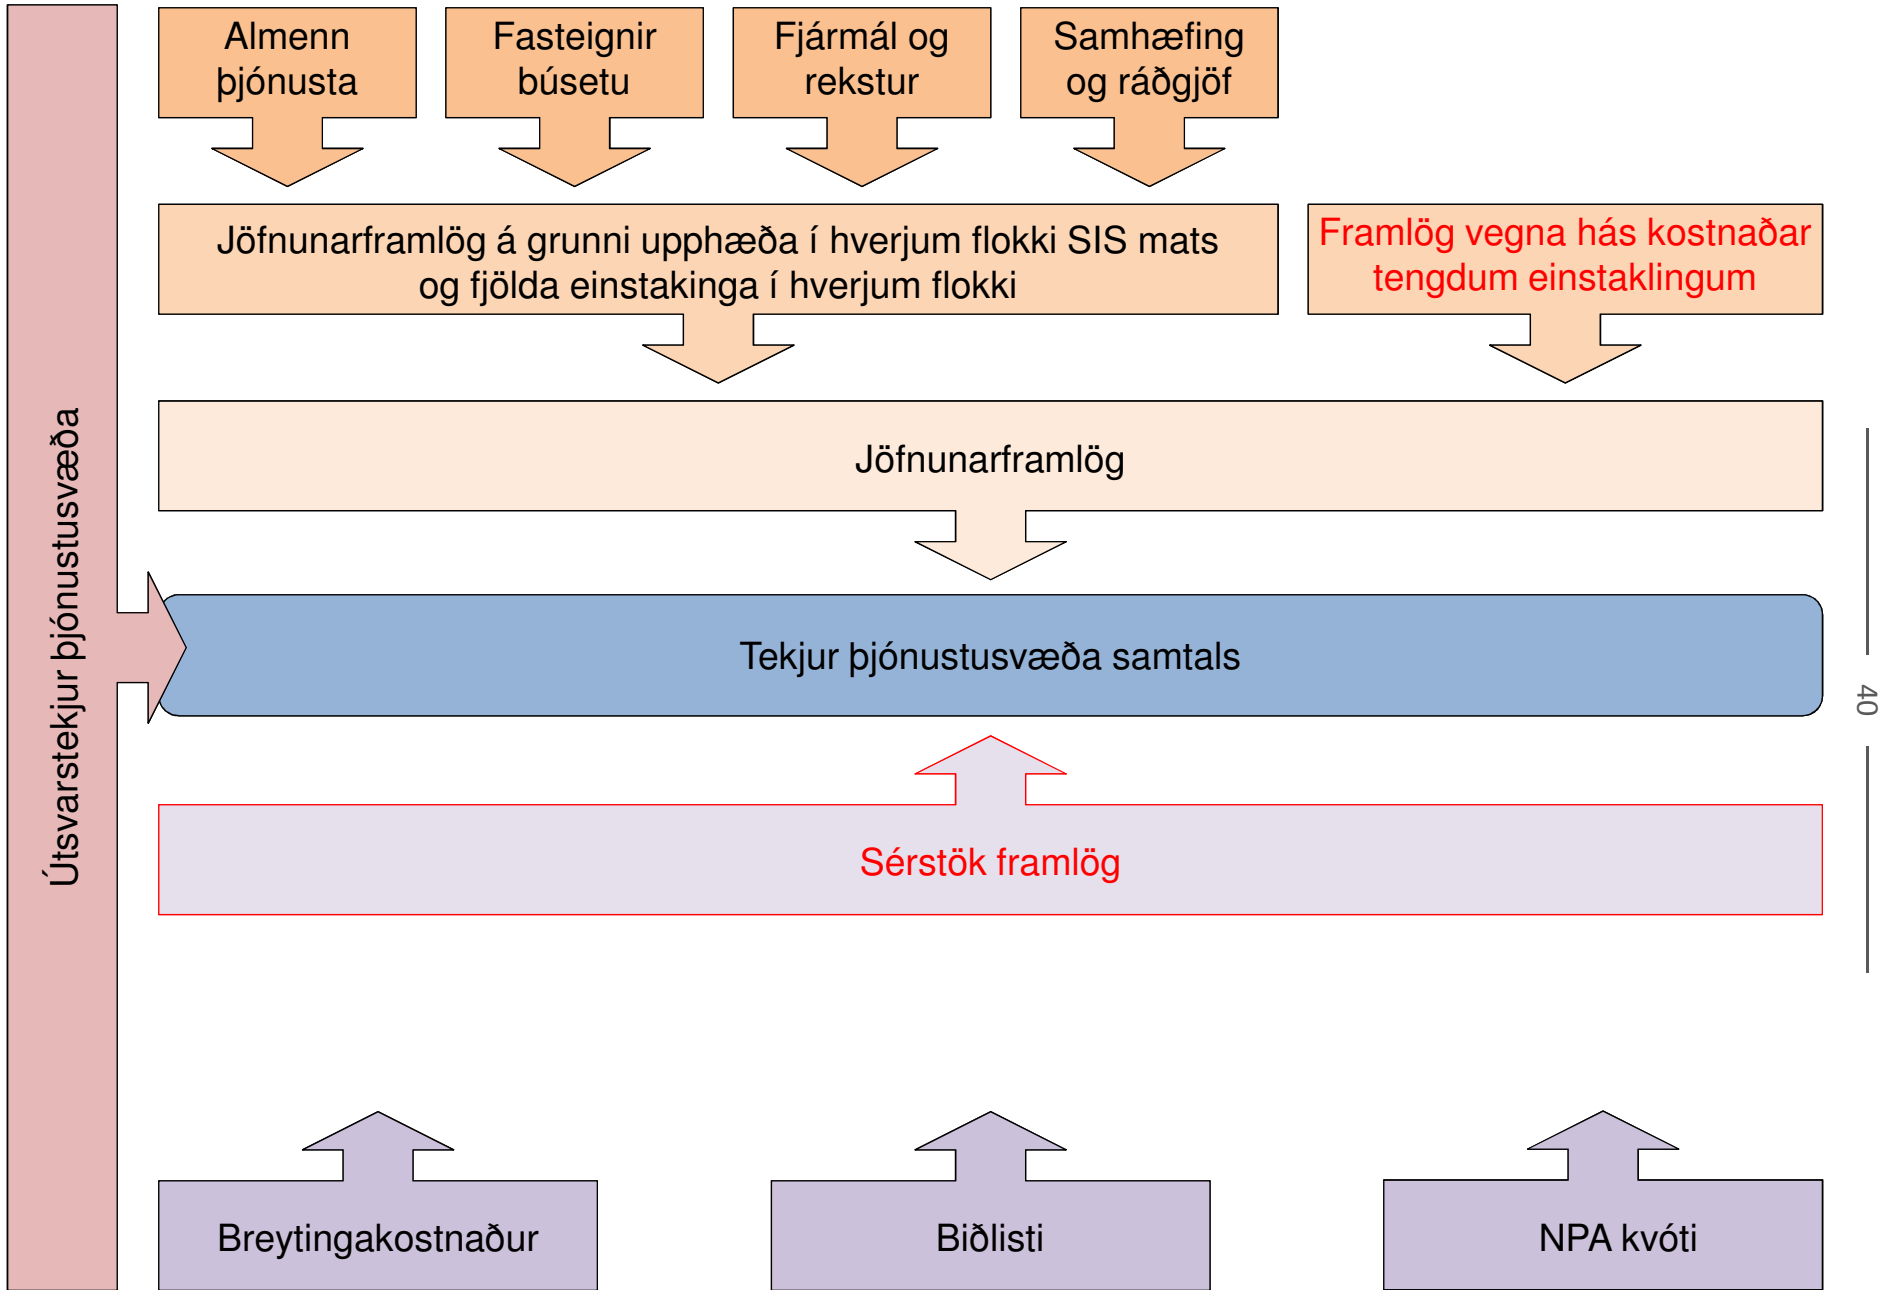 Almenn
þjónusta
Fasteignir
búsetu
Fjármál og
rekstur
Samhæfing
og ráðgjöf
Jöfnunarframlög á grunni upphæða í hverjum flokki SIS mats
og fjölda einstakinga í hverjum flokki
Framlög vegna hás kostnaðar
tengdum einstaklingum
Jöfnunarframlög
Útsvarstekjur þjónustusvæða
Tekjur þjónustusvæða samtals
40
Sérstök framlög
Breytingakostnaður
Biðlisti
NPA kvóti